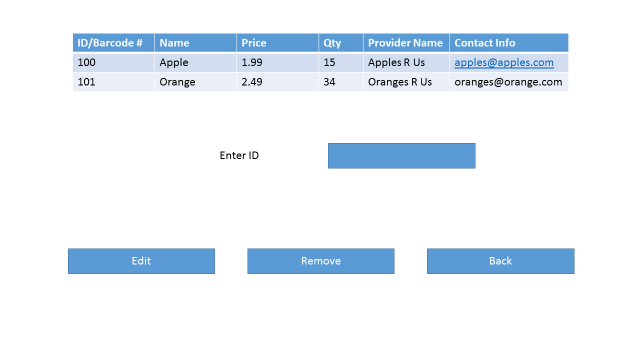 ID/Barcode # Name Price Qty Provider Name Contact Info
100 Apple 1.99 15 Apples R Us apples@apples.com
101 Orange 2.49 34 Oranges R Us oranges@orange.com
Enter ID
Edit Remove Back